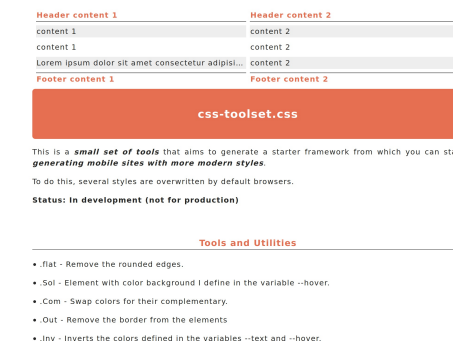 Header content 1 Header content 2
content 1 content 2
content 1 content 2
Lorem ipsum dolor sit amet consectetur adipisi... content 2
Footer content 1 Footer content 2
css-toolset.css
This is a small set of tools that aims to generate a starter framework from which you can sta
generating mobile sites with more modern styles.
To do this, several styles are overwritten by default browsers.
Status: In development (not for production)
Tools and Utilities
• .flat - Remove the rounded edges.
• .Sol - Element with color background I define in the variable --hover.
• .Com - Swap colors for their complementary.
• .Out - Remove the border from the elements
• .Inv - Inverts the colors defined in the variables --text and --hover.